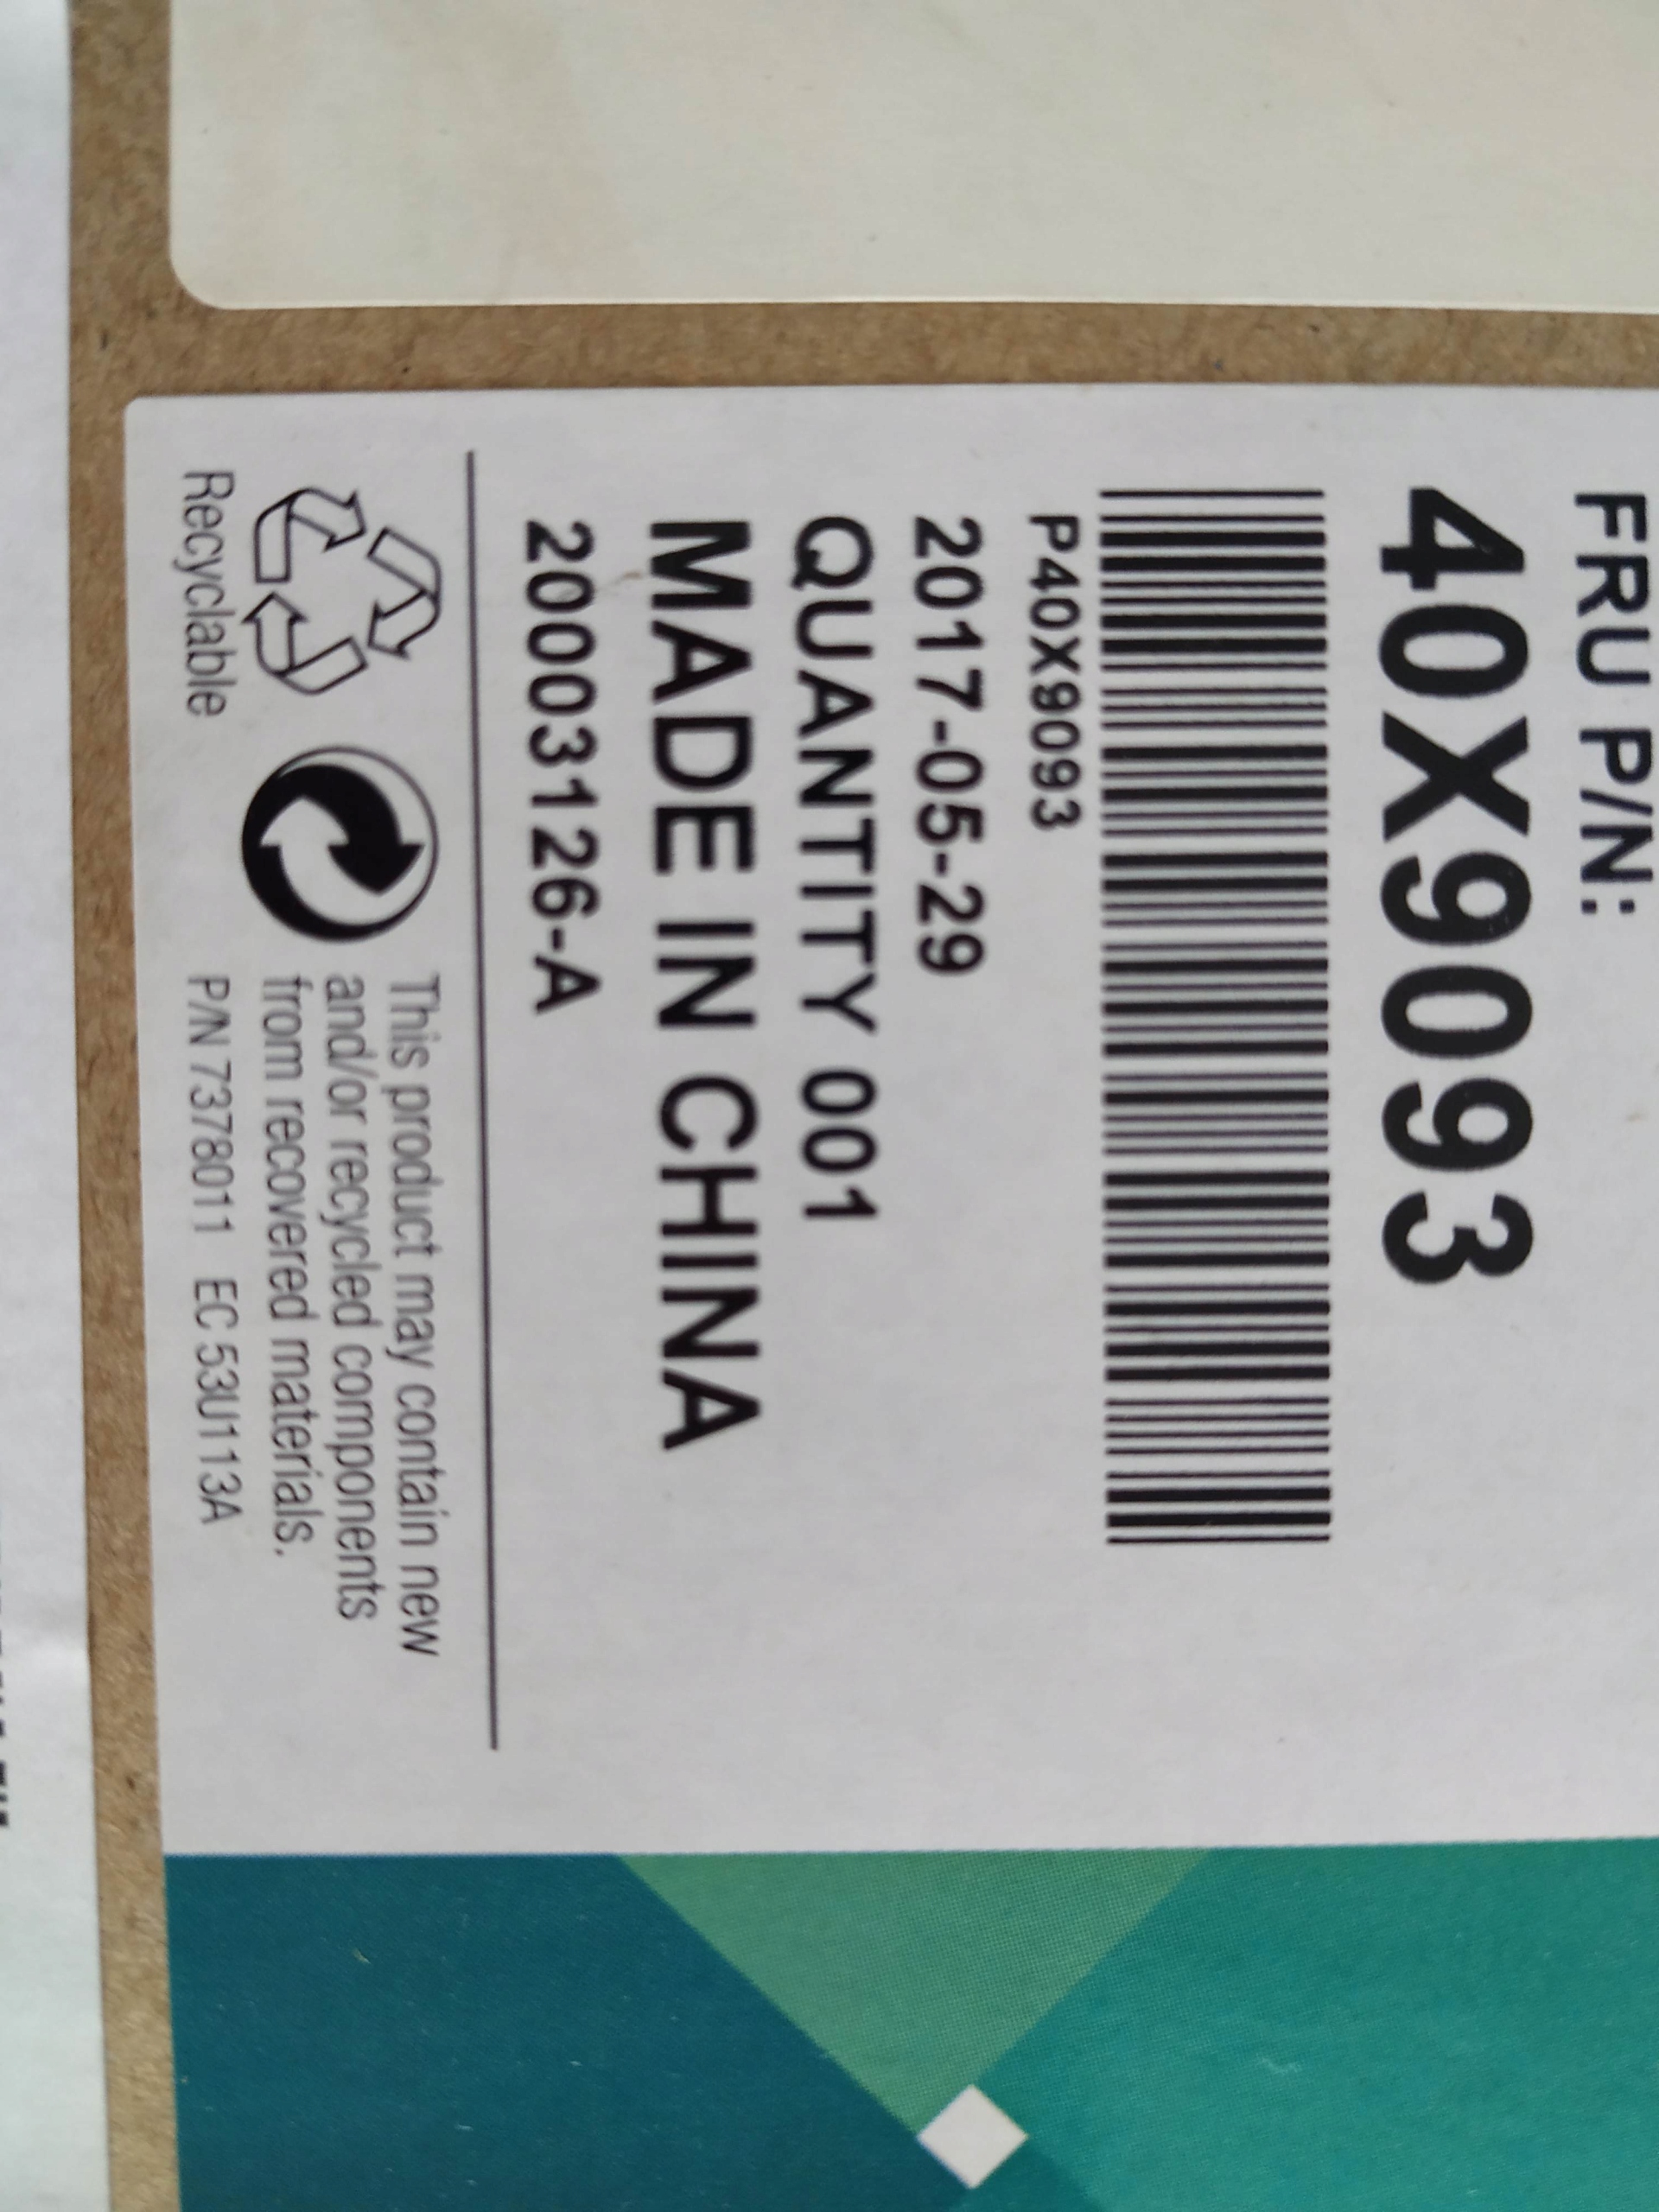 FRU P/N:
40X9093
P40X9093
2017-05-29
QUANTITY 001
MADE IN CHINA
20003126-A
Recyclable
This product may contain new
and/or recycled components
from recovered materials.
P/N 7378011 EC 53U113A